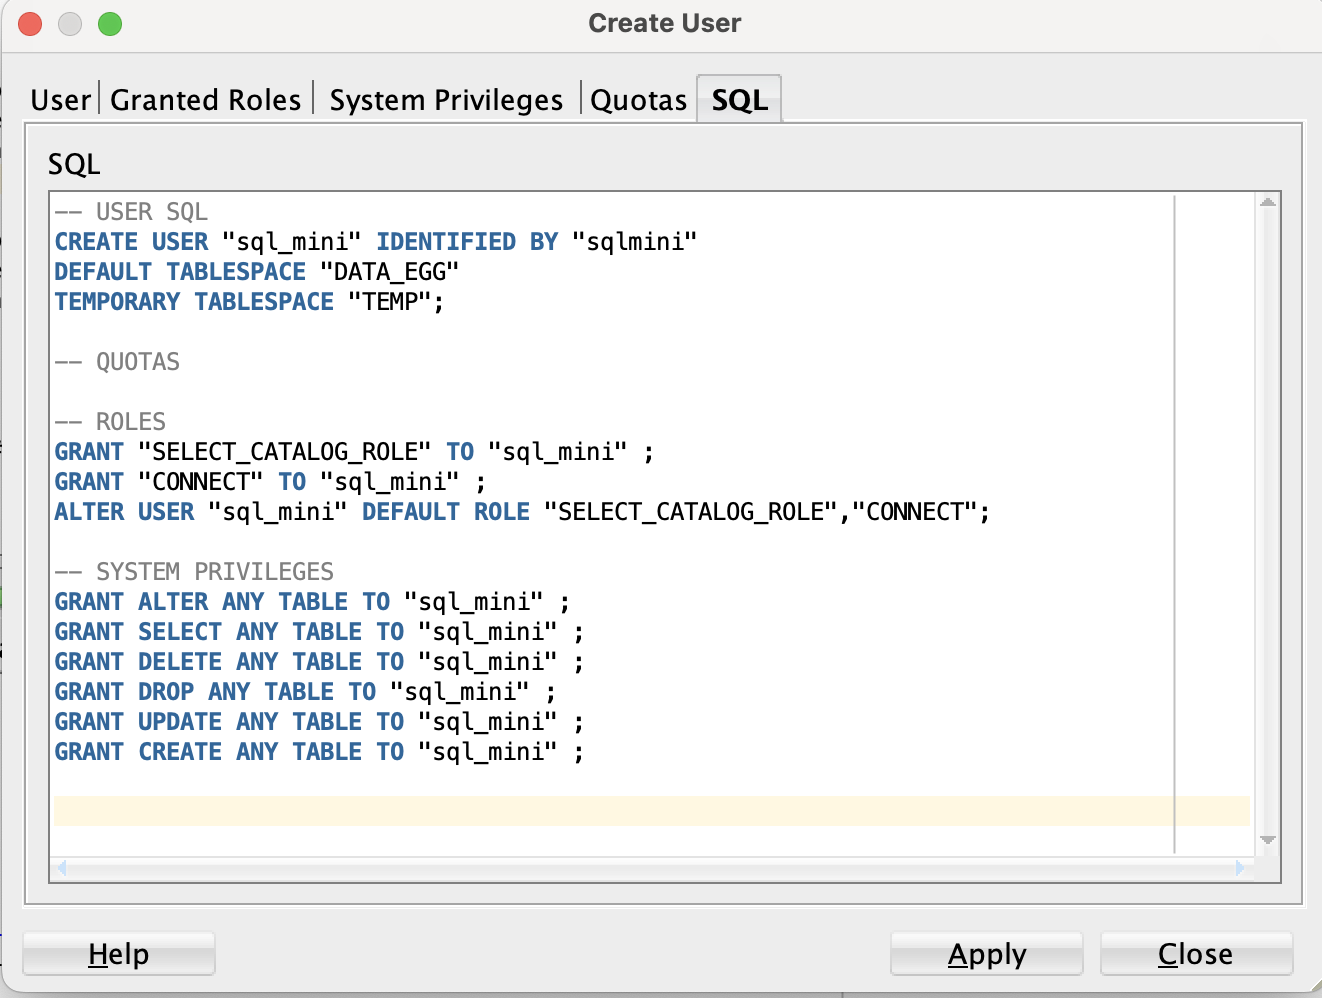 Create User
User Granted Roles System Privileges Quotas SQL
SQL
-- USER SQL
CREATE USER "sql_mini" IDENTIFIED BY "sqlmini"
DEFAULT TABLESPACE "DATA_EGG"
TEMPORARY TABLESPACE "TEMP";
-- QUOTAS
-- ROLES
GRANT "SELECT_CATALOG_ROLE" TO "sql_mini" ;
GRANT "CONNECT" TO "sql_mini" ;
ALTER USER "sql_mini" DEFAULT ROLE "SELECT_CATALOG_ROLE","CONNECT";
-- SYSTEM PRIVILEGES
GRANT ALTER ANY TABLE TO "sql_mini" ;
GRANT SELECT ANY TABLE TO "sql_mini" ;
GRANT DELETE ANY TABLE TO "sql_mini" ;
GRANT DROP ANY TABLE TO "sql_mini" ;
GRANT UPDATE ANY TABLE TO "sql_mini" ;
GRANT CREATE ANY TABLE TO "sql_mini" ;
Help Apply Close